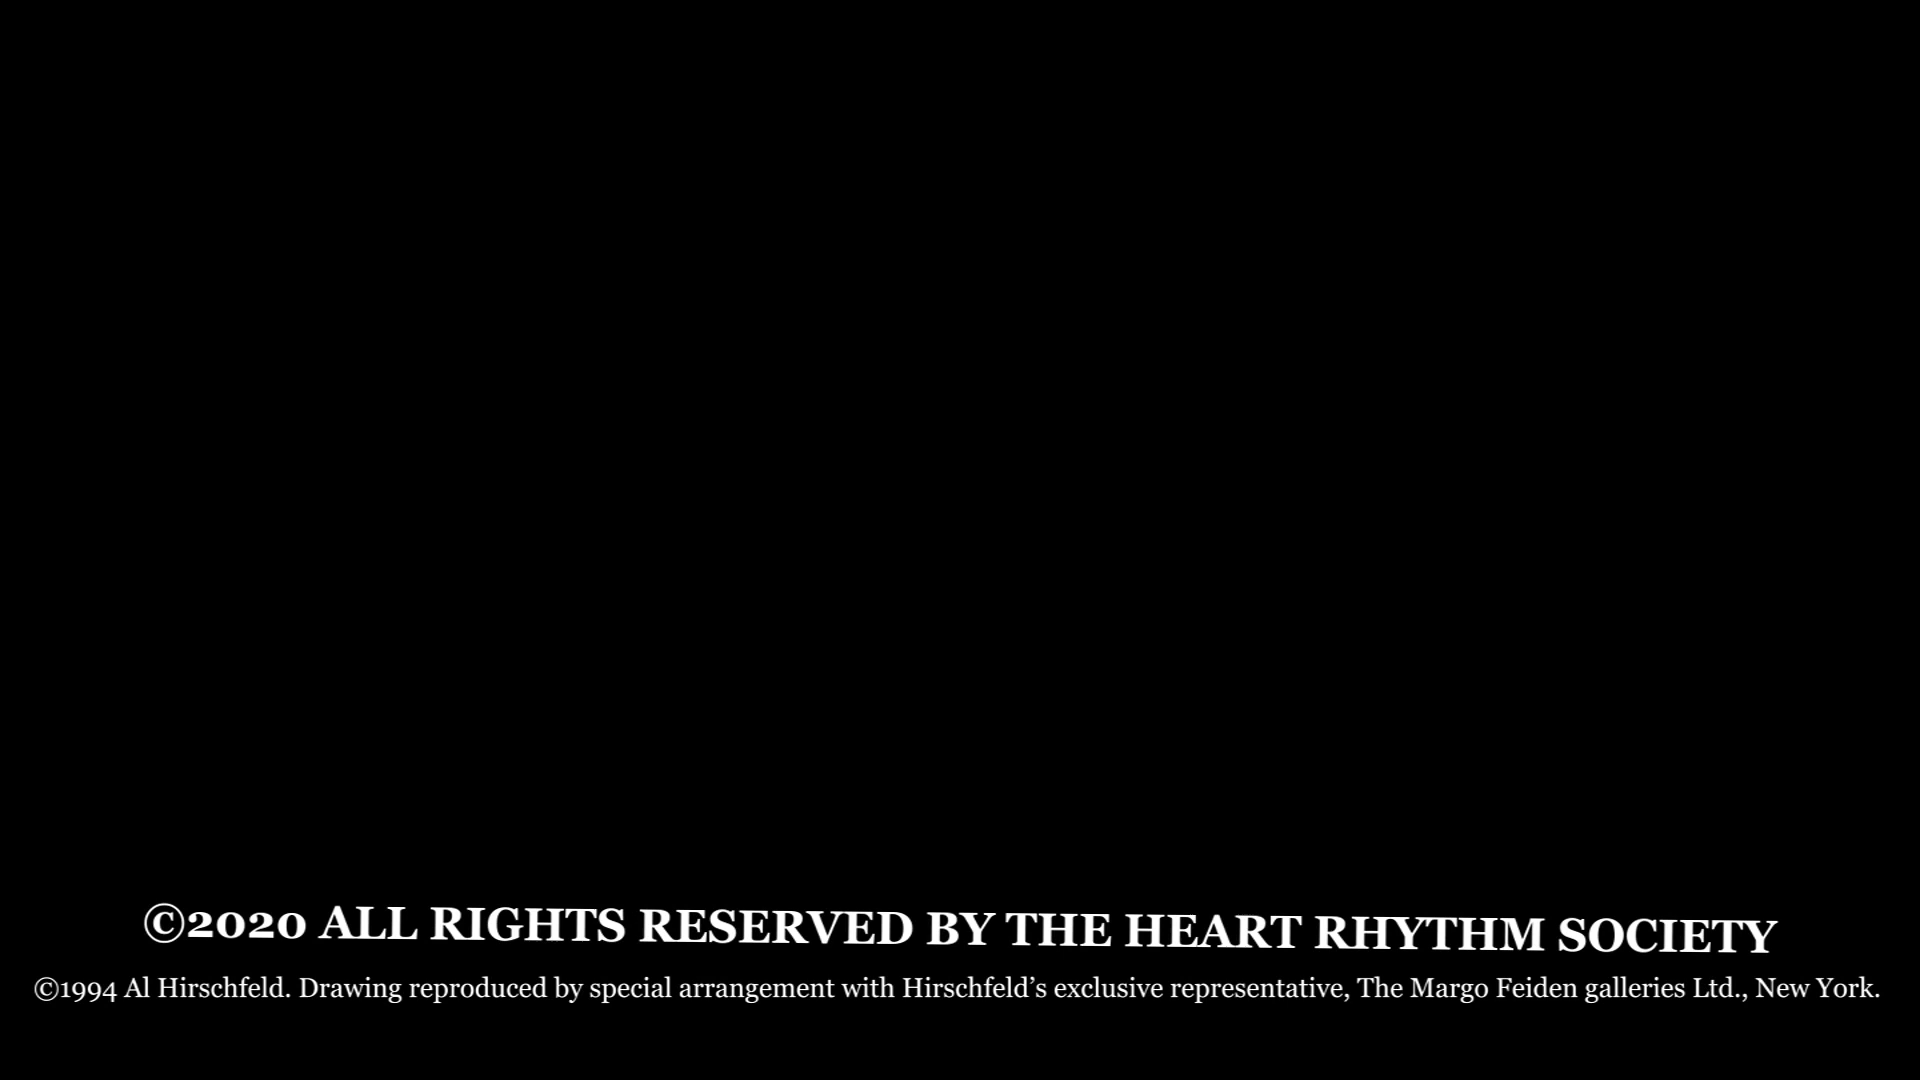 ©2020 ALL RIGHTS RESERVED BY THE HEART RHYTHM SOCIETY
©1994 Al Hirschfeld. Drawing reproduced by special arrangement with Hirschfeld’s exclusive representative, The Margo Feiden galleries Ltd., New York.